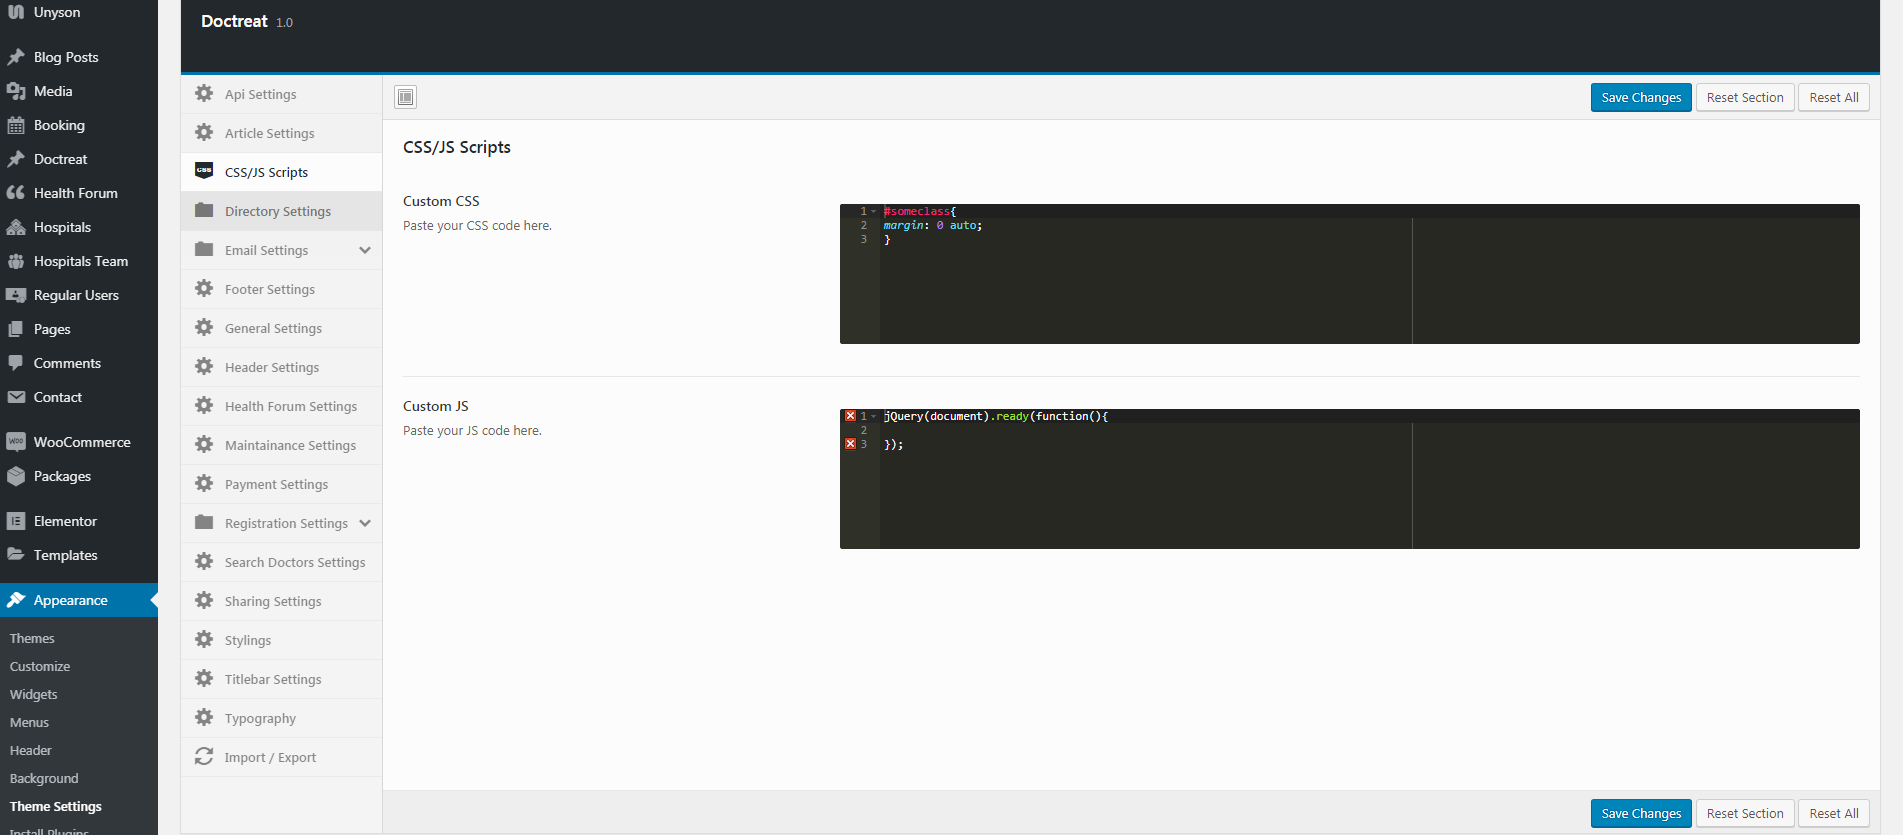 Unyson
Blog Posts
Media
Booking
Doctreat
Health Forum
Hospitals
Hospitals Team
Regular Users
Pages
Comments
Contact
WOO WooCommerce
Packages
Elementor
Templates
Appearance
Themes
Customize
Widgets
Menus
Header
Background
Theme Settings
Install Plugins
Doctreat 1.0
Api Settings
Article Settings
CSS CSS/JS Scripts
Directory Settings
Email Settings
Footer Settings
General Settings
Header Settings
Health Forum Settings
Maintainance Settings
Payment Settings
Registration Settings
Search Doctors Settings
Sharing Settings
Stylings
Titlebar Settings
Typography
Import / Export
Save Changes Reset Section Reset All
CSS/JS Scripts
Custom CSS
Paste your CSS code here.
1 #someclass{
2 margin: 0 auto;
3 }
Custom JS
Paste your JS code here.
1 jQuery(document).ready(function(){
2
3 });
Save Changes Reset Section Reset All